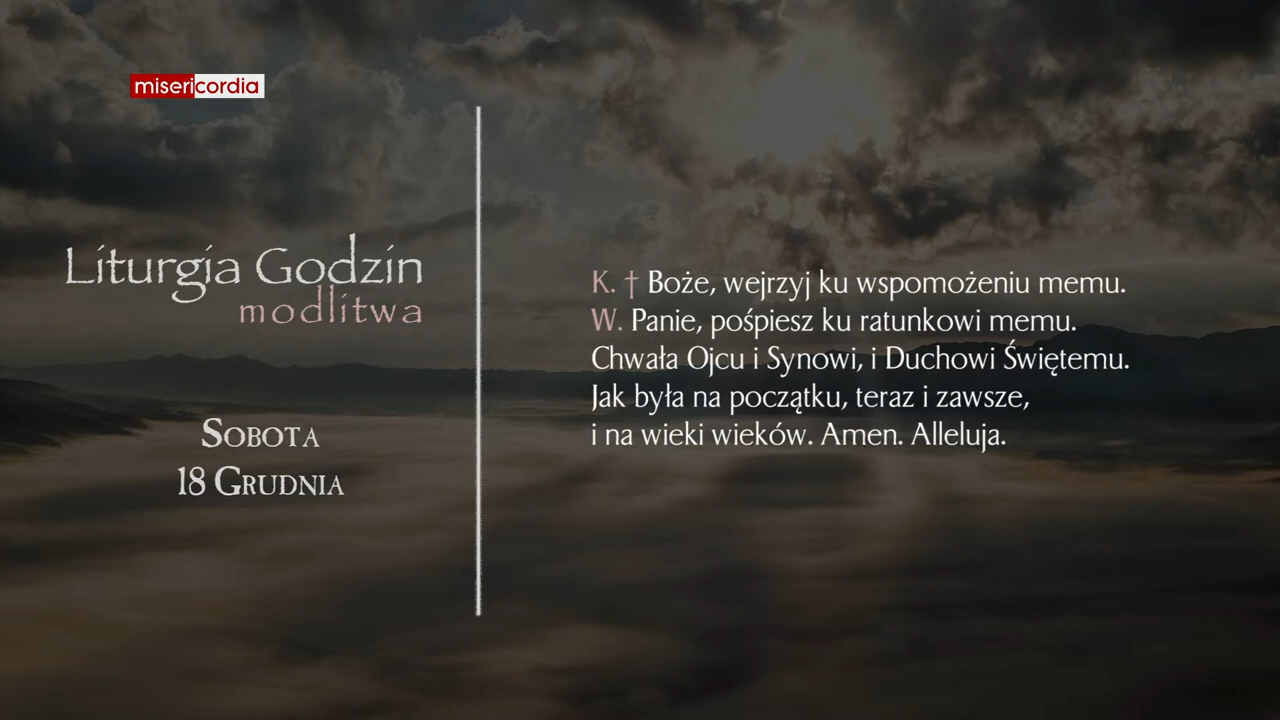 misericordia
Liturgia Godzin
modlitwa
Sobota
18 Grudnia
K. † Boże, wejrzyj ku wspomożeniu memu.
W. Panie, pośpiesz ku ratunkowi memu.
Chwała Ojcu i Synowi, i Duchowi Świętemu.
Jak była na początku, teraz i zawsze,
i na wieki wieków. Amen. Alleluja.